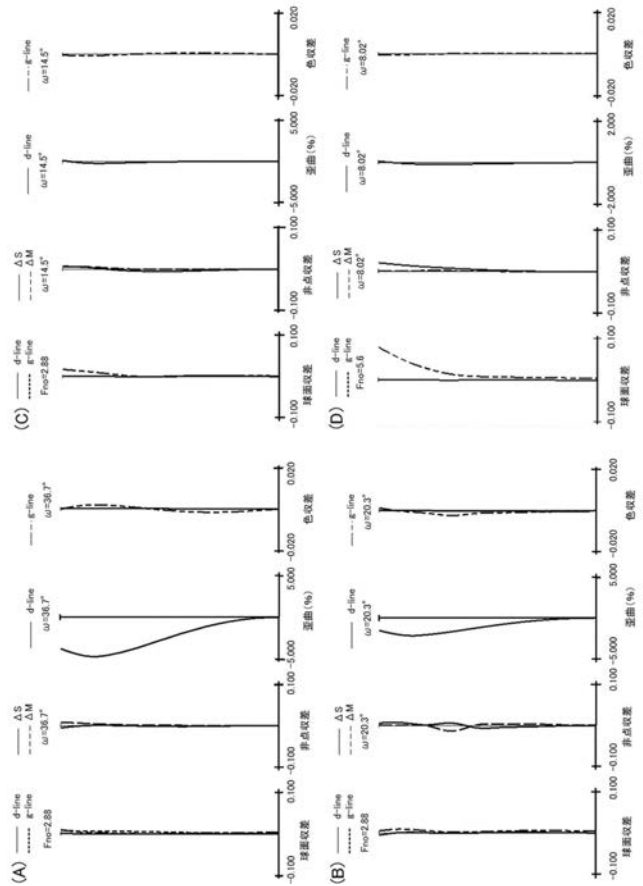 (A)
d-line
g-line
Fno=2.88
-0.100
0.100
球面収差
ΔS
ΔM
ω=36.7°
-0.100
0.100
非点収差
d-line
ω=36.7°
-5.000
5.000
歪曲(%)
g-line
ω=36.7°
-0.020
0.020
色収差
(B)
d-line
g-line
Fno=2.88
-0.100
0.100
球面収差
ΔS
ΔM
ω=20.3°
-0.100
0.100
非点収差
d-line
ω=20.3°
-5.000
5.000
歪曲(%)
g-line
ω=20.3°
-0.020
0.020
色収差
(C)
d-line
g-line
Fno=2.88
-0.100
0.100
球面収差
ΔS
ΔM
ω=14.5°
-0.100
0.100
非点収差
d-line
ω=14.5°
-5.000
5.000
歪曲(%)
g-line
ω=14.5°
-0.020
0.020
色収差
(D)
d-line
g-line
Fno=5.6
-0.100
0.100
球面収差
ΔS
ΔM
ω=8.02°
-0.100
0.100
非点収差
d-line
ω=8.02°
-2.000
2.000
歪曲(%)
g-line
ω=8.02°
-0.020
0.020
色収差